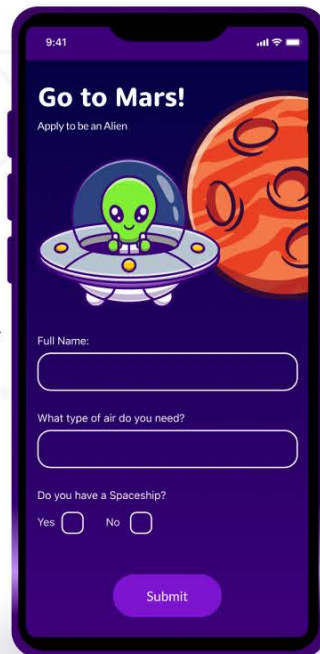 9:41
Go to Mars!
Apply to be an Alien
Full Name:
What type of air do you need?
Do you have a Spaceship?
Yes No
Submit